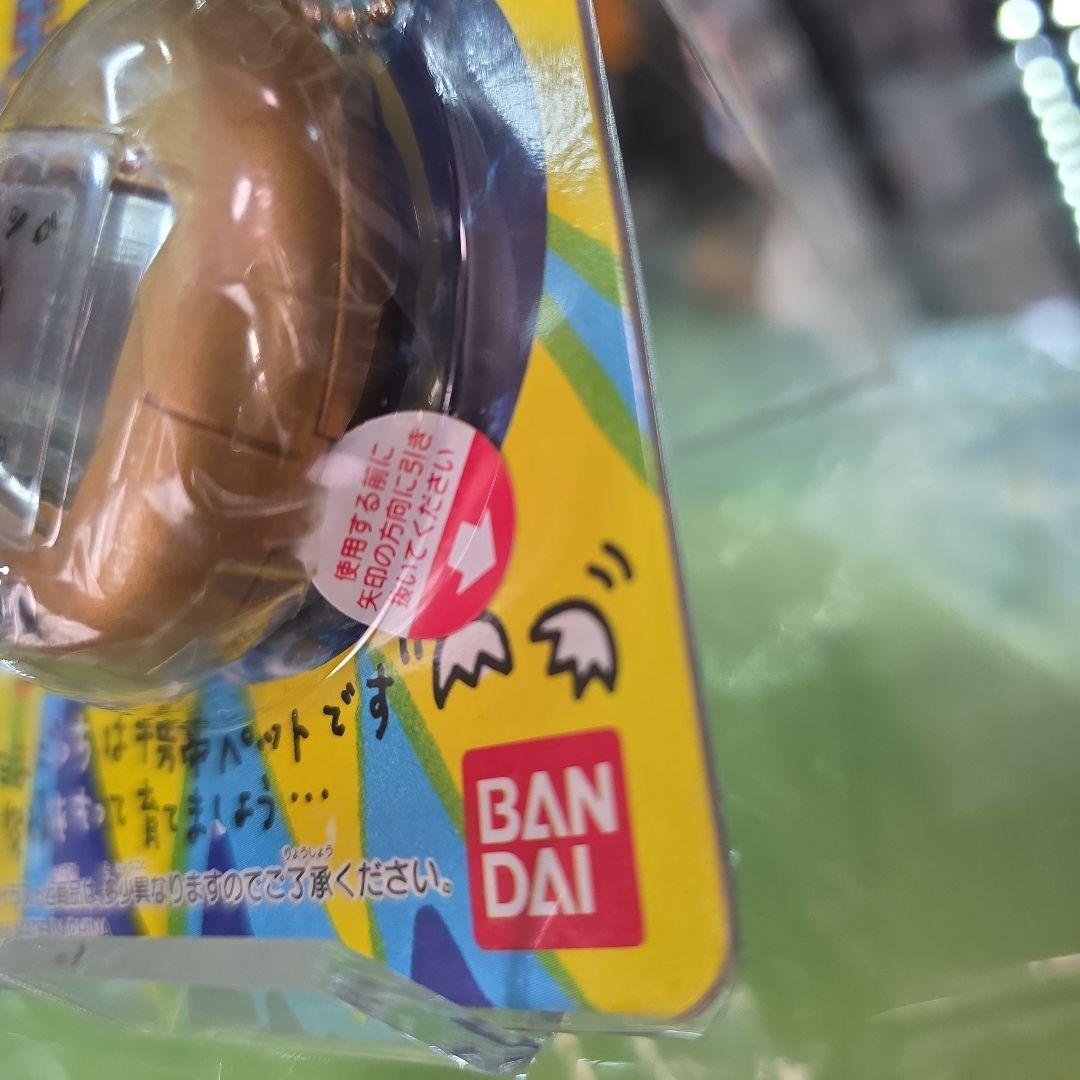 使用する前に
矢印の方向に引き
抜いてください
は携帯ペットです
育てましょう…
りょうしょう
は、多少異なりますのでご了承ください。
MADE IN CHINA
BAN
DAI